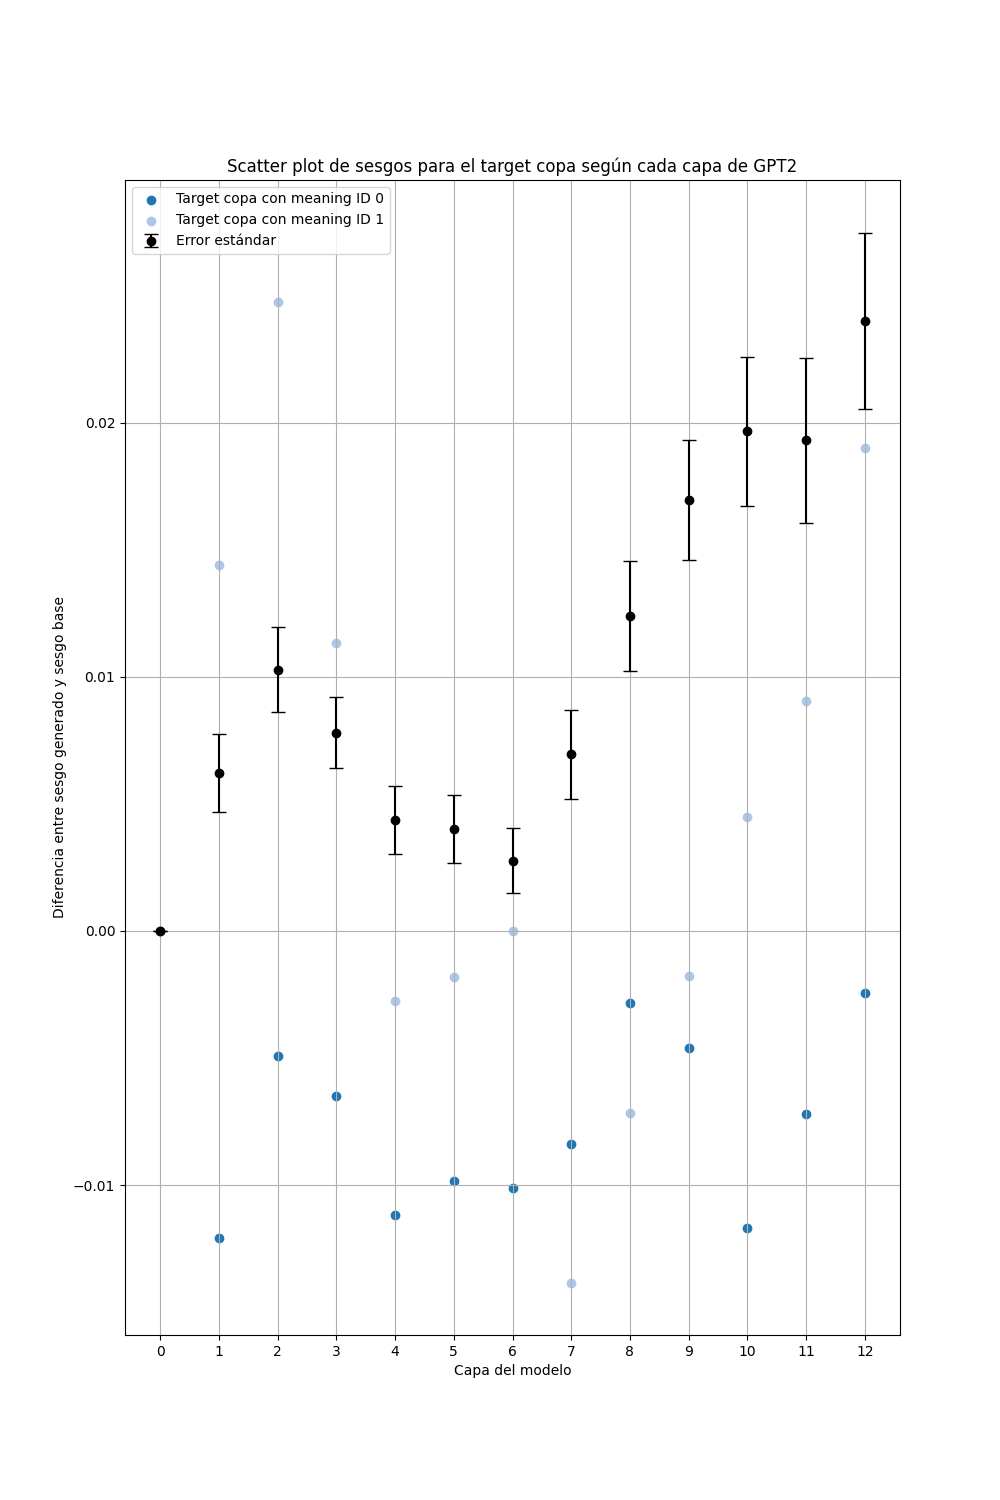 Scatter plot de sesgos para el target copa según cada capa de GPT2
Target copa con meaning ID 0
Target copa con meaning ID 1
Error estándar
Diferencia entre sesgo generado y sesgo base
0.02
0.01
0.00
−0.01
0 1 2 3 4 5 6 7 8 9 10 11 12
Capa del modelo